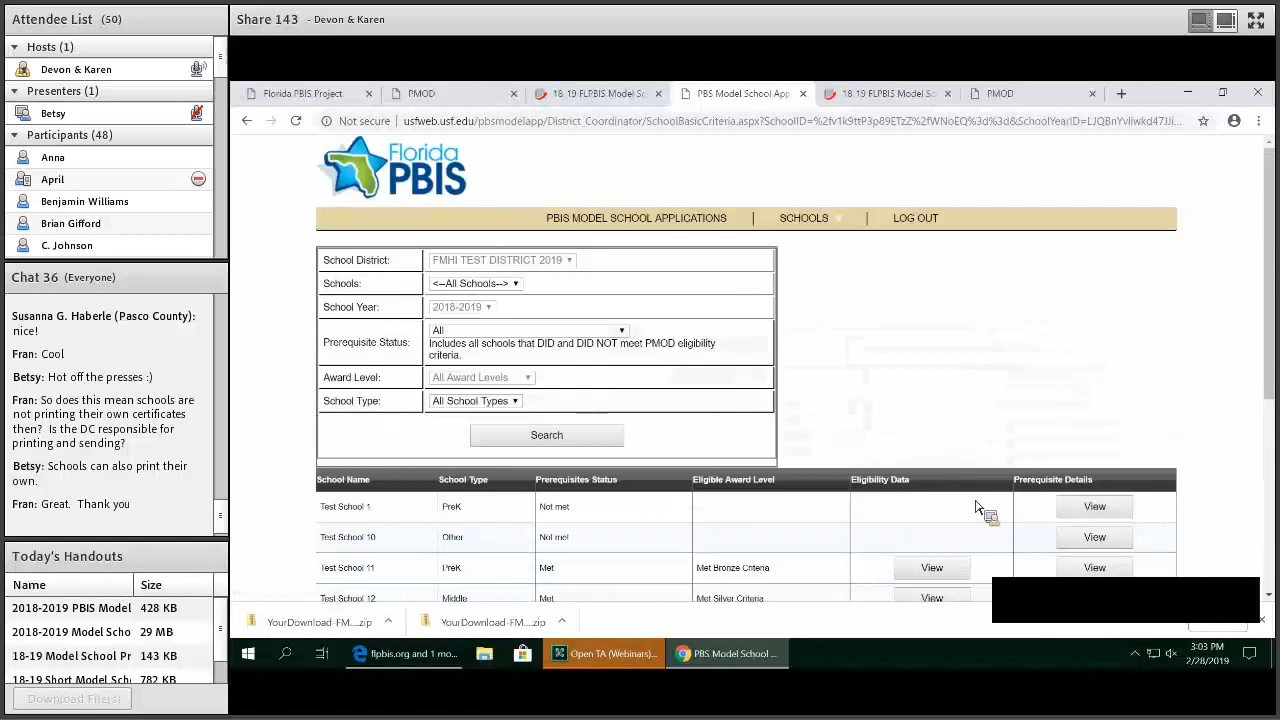 Attendee List (50)
Hosts (1)
Devon & Karen
Presenters (1)
Betsy
Participants (48)
Anna
April
Benjamin Williams
Brian Gifford
C. Johnson
Chat 36 (Everyone)
Susanna G. Haberle (Pasco County):
nice!
Fran: Cool
Betsy: Hot off the presses :)
Fran: So does this mean schools are
not printing their own certificates
then? Is the DC responsible for
printing and sending?
Betsy: Schools can also print their
own.
Fran: Great. Thank you
Today's Handouts
Name Size
2018-2019 PBIS Model 428 KB
2018-2019 Model Scho 29 MB
18-19 Model School Pr 143 KB
18-19 Short Model Sch 782 KB
Download File(s)
Share 143 - Devon & Karen
Florida PBIS Project
PMOD
18-19 FLPBIS Model Sc
PBS Model School App
18-19 FLPBIS Model Sc
PMOD
Not secure usfweb.usf.edu/pbsmodelapp/District_Coordinator/SchoolBasicCriteria.aspx?
Florida
PBIS
PBIS MODEL SCHOOL APPLICATIONS SCHOOLS LOG OUT
School District: FMHI TEST DISTRICT 2019
Schools: <--All Schools-->
School Year: 2018-2019
Prerequisite Status: All
Includes all schools that DID and DID NOT meet PMOD eligibility
criteria.
Award Level: All Award Levels
School Type: All School Types
Search
School Name School Type Prerequisites Status Eligible Award Level Eligibility Data Prerequisite Details
Test School 1 PreK Not met View
Test School 10 Other Not met View
Test School 11 PreK Met Met Bronze Criteria View View
Test School 12 Middle Met Met Silver Criteria View
YourDownload-FM....zip
YourDownload-FM....zip
flpbis.org and 1 mo...
Open TA (Webinars)...
PBS Model School ...
3:03 PM
2/28/2019